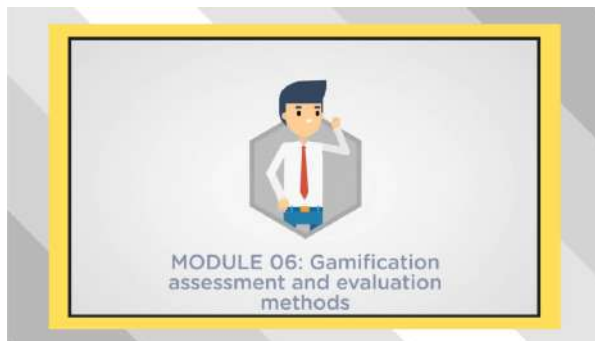 MODULE 06: Gamification
assessment and evaluation
methods